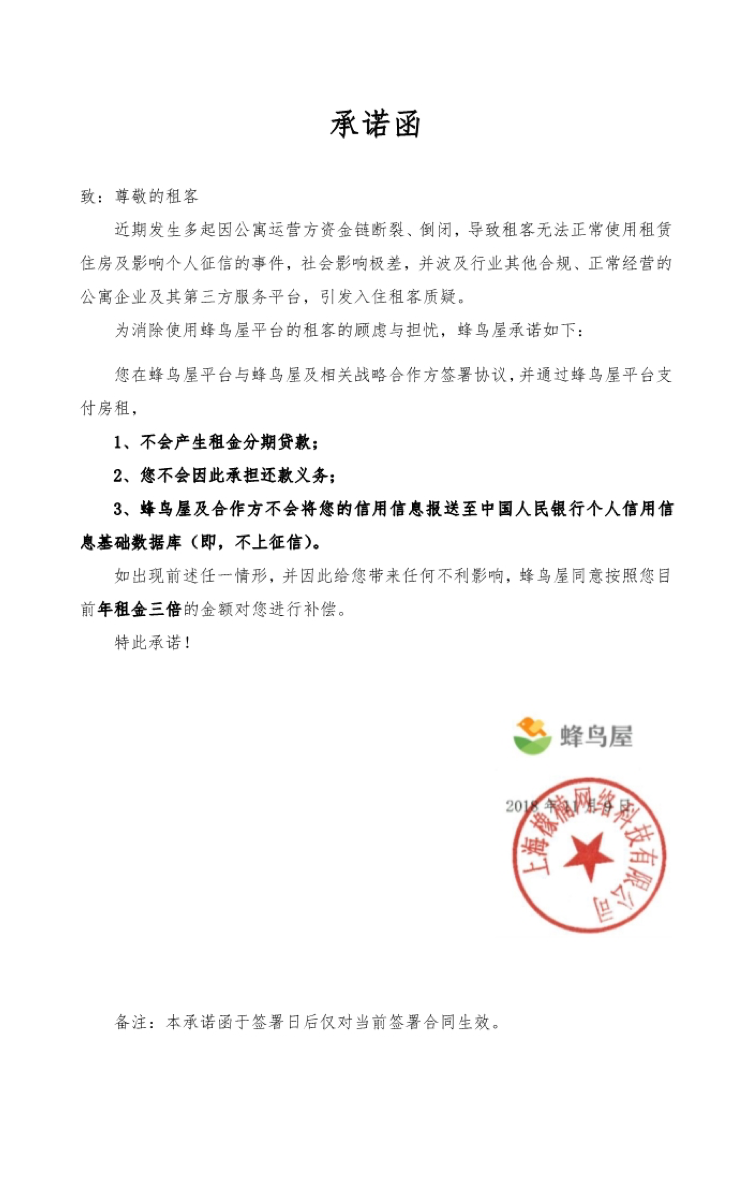 承诺函
致：尊敬的租客
近期发生多起因公寓运营方资金链断裂、倒闭，导致租客无法正常使用租赁
住房及影响个人征信的事件，社会影响极差，并波及行业其他合规、正常经营的
公寓企业及其第三方服务平台，引发入住租客质疑。
为消除使用蜂鸟屋平台的租客的顾虑与担忧，蜂鸟屋承诺如下：
您在蜂鸟屋平台与蜂鸟屋及相关战略合作方签署协议，并通过蜂鸟屋平台支
付房租，
1、不会产生租金分期贷款；
2、您不会因此承担还款义务；
3、蜂鸟屋及合作方不会将您的信用信息报送至中国人民银行个人信用信
息基础数据库（即，不上征信）。
如出现前述任一情形，并因此给您带来任何不利影响，蜂鸟屋同意按照您目
前年租金三倍的金额对您进行补偿。
特此承诺！
蜂鸟屋
2018 年 11 月 9 日
上海橡楠网络科技有限公司
备注：本承诺函于签署日后仅对当前签署合同生效。